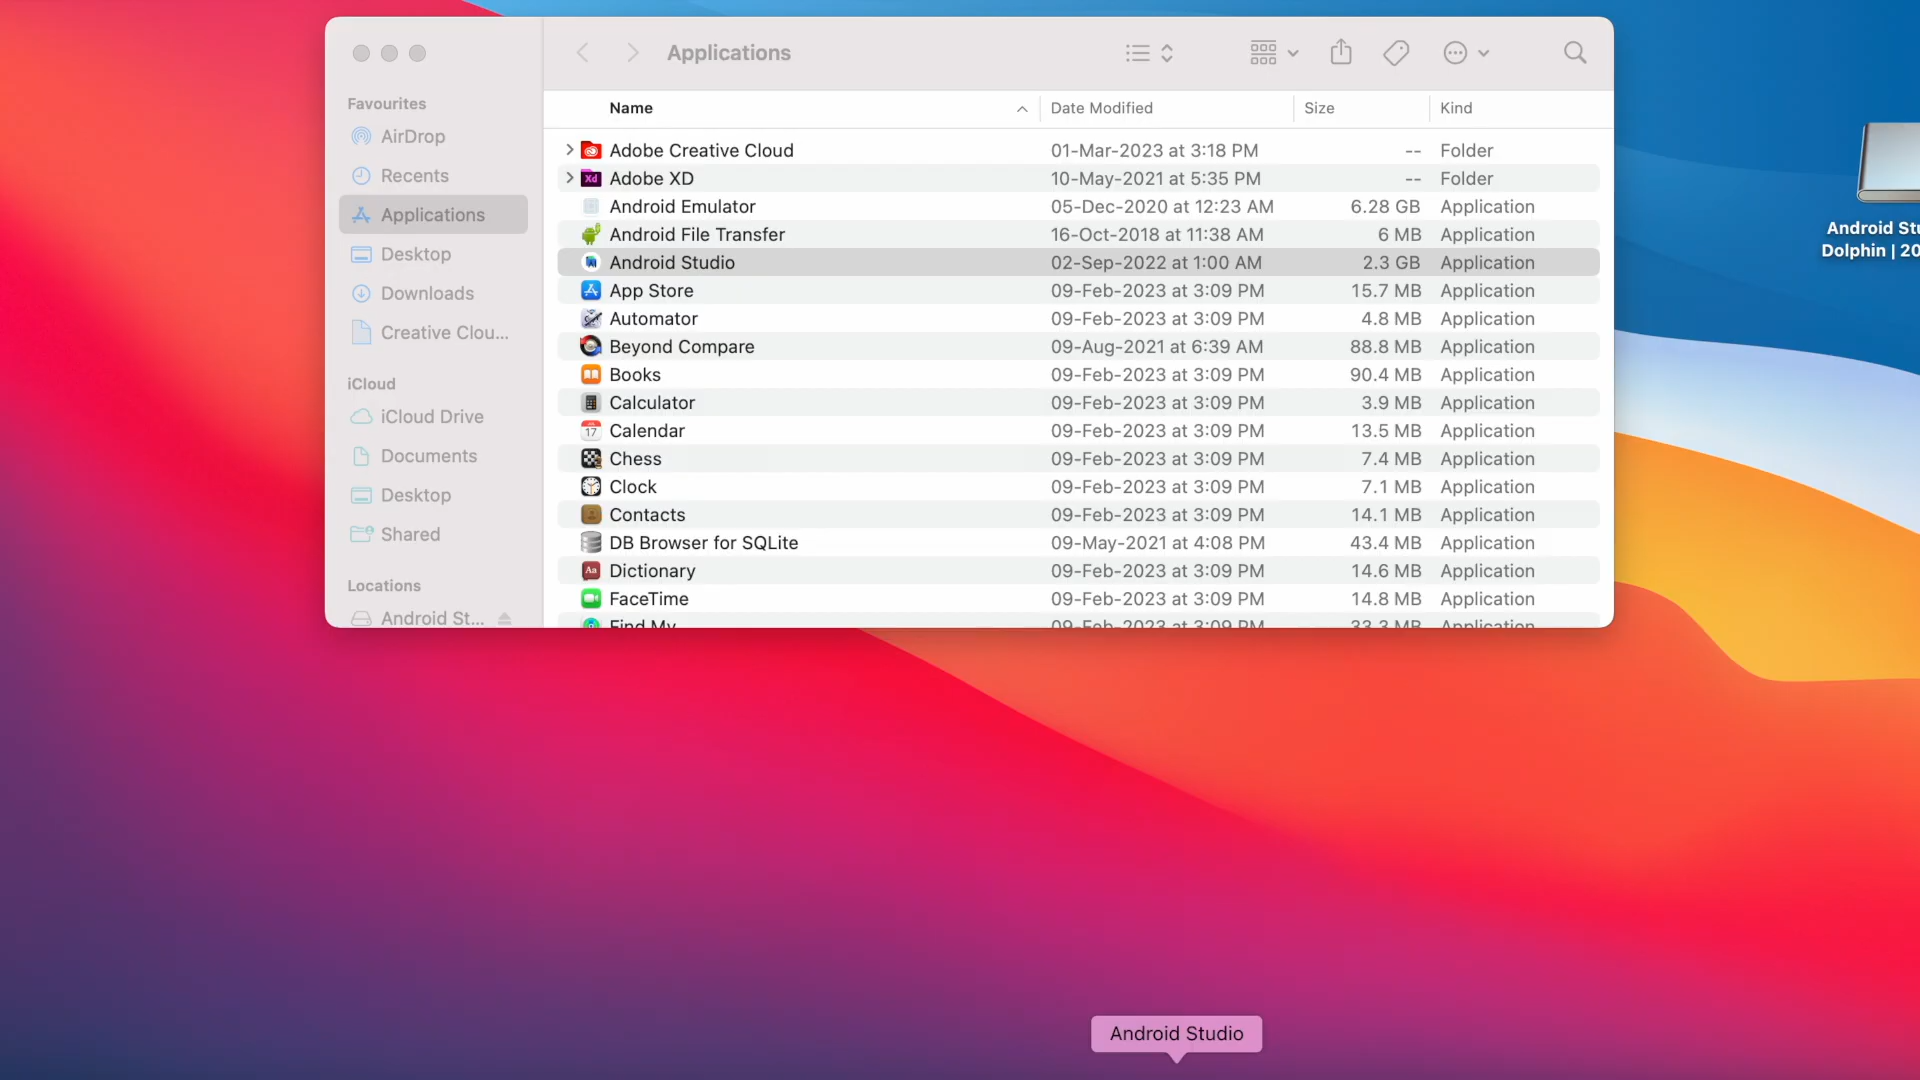 Applications
Favourites
AirDrop
Recents
Applications
Desktop
Downloads
Creative Clou...
iCloud
iCloud Drive
Documents
Desktop
Shared
Locations
Android St...
Name Date Modified Size Kind
Adobe Creative Cloud 01-Mar-2023 at 3:18 PM -- Folder
Xd Adobe XD 10-May-2021 at 5:35 PM -- Folder
Android Emulator 05-Dec-2020 at 12:23 AM 6.28 GB Application
Android File Transfer 16-Oct-2018 at 11:38 AM 6 MB Application
Android Studio 02-Sep-2022 at 1:00 AM 2.3 GB Application
App Store 09-Feb-2023 at 3:09 PM 15.7 MB Application
Automator 09-Feb-2023 at 3:09 PM 4.8 MB Application
Beyond Compare 09-Aug-2021 at 6:39 AM 88.8 MB Application
Books 09-Feb-2023 at 3:09 PM 90.4 MB Application
Calculator 09-Feb-2023 at 3:09 PM 3.9 MB Application
17 Calendar 09-Feb-2023 at 3:09 PM 13.5 MB Application
Chess 09-Feb-2023 at 3:09 PM 7.4 MB Application
Clock 09-Feb-2023 at 3:09 PM 7.1 MB Application
Contacts 09-Feb-2023 at 3:09 PM 14.1 MB Application
DB Browser for SQLite 09-May-2021 at 4:08 PM 43.4 MB Application
Aa Dictionary 09-Feb-2023 at 3:09 PM 14.6 MB Application
FaceTime 09-Feb-2023 at 3:09 PM 14.8 MB Application
Find My 09-Feb-2023 at 3:09 PM 33.3 MB Application
Android Stu
Dolphin | 20
Android Studio